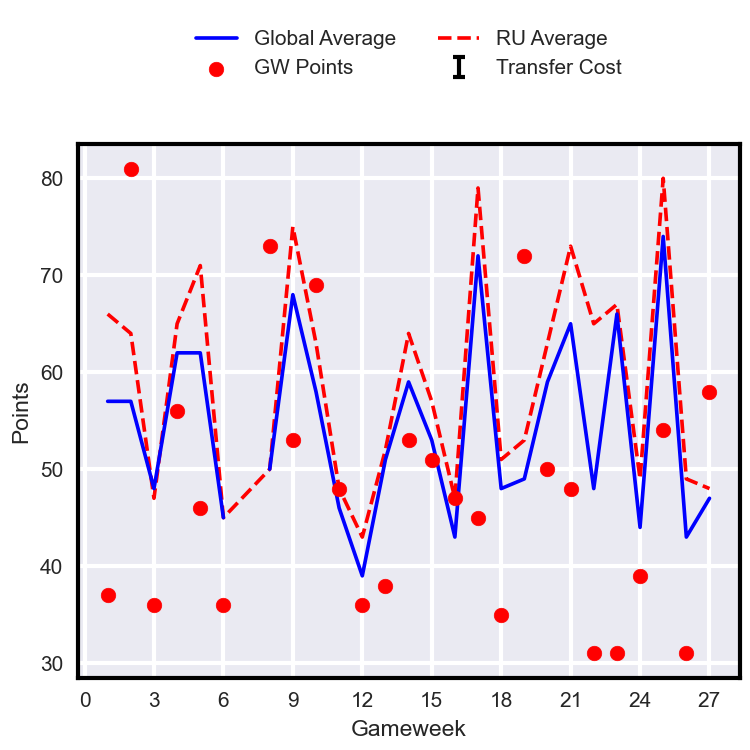 Global Average
RU Average
GW Points
Transfer Cost
80
70
60
50
40
30
Points
0 3 6 9 12 15 18 21 24 27
Gameweek